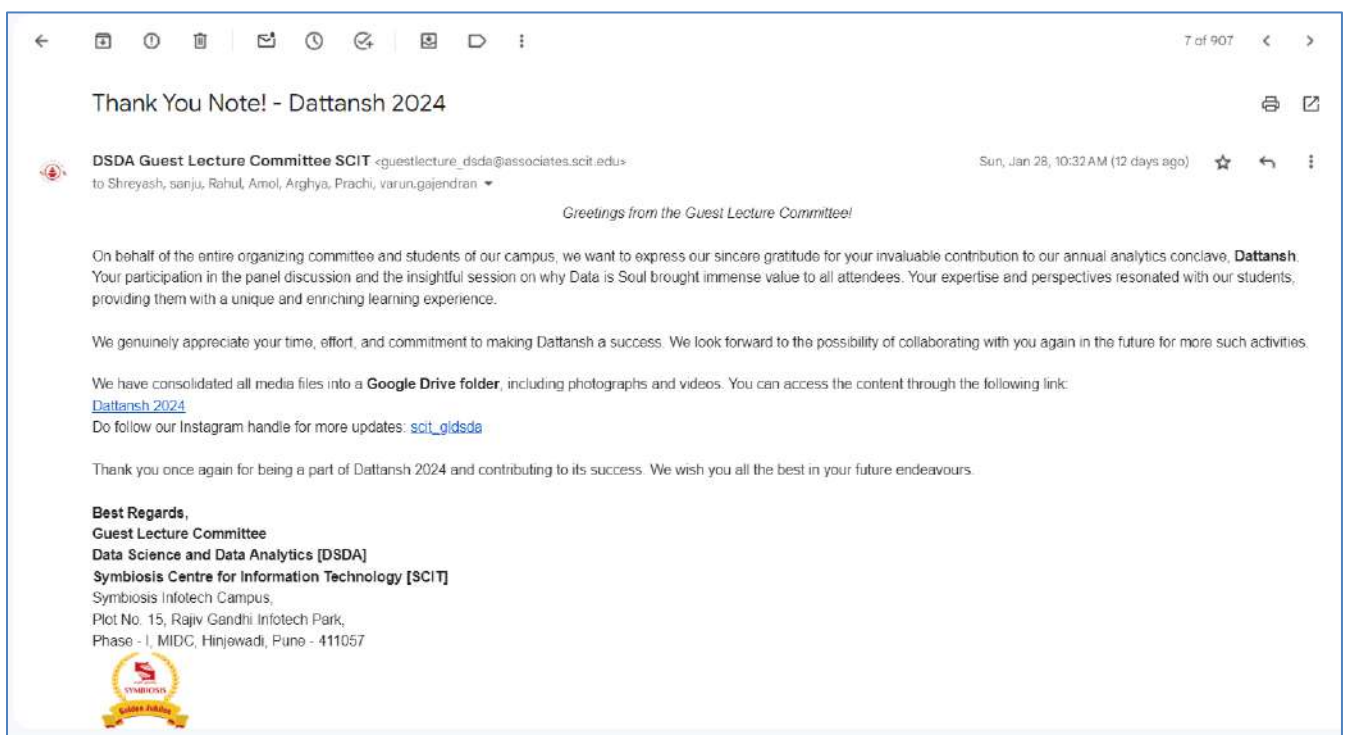 7 of 907
Thank You Note! - Dattansh 2024
DSDA Guest Lecture Committee SCIT <guestlecture_dsda@associates.scit.edu>
Sun, Jan 28, 10:32 AM (12 days ago)
to Shreyash, sanju, Rahul, Amol, Arghya, Prachi, varun.gajendran
Greetings from the Guest Lecture Committee!
On behalf of the entire organizing committee and students of our campus, we want to express our sincere gratitude for your invaluable contribution to our annual analytics conclave, Dattansh.
Your participation in the panel discussion and the insightful session on why Data is Soul brought immense value to all attendees. Your expertise and perspectives resonated with our students,
providing them with a unique and enriching learning experience.
We genuinely appreciate your time, effort, and commitment to making Dattansh a success. We look forward to the possibility of collaborating with you again in the future for more such activities.
We have consolidated all media files into a Google Drive folder, including photographs and videos. You can access the content through the following link:
Dattansh 2024
Do follow our Instagram handle for more updates: scit_gldsda
Thank you once again for being a part of Dattansh 2024 and contributing to its success. We wish you all the best in your future endeavours.
Best Regards,
Guest Lecture Committee
Data Science and Data Analytics [DSDA]
Symbiosis Centre for Information Technology [SCIT]
Symbiosis Infotech Campus,
Plot No. 15, Rajiv Gandhi Infotech Park,
Phase - I, MIDC, Hinjewadi, Pune - 411057
SYMBIOSIS
Golden Jubilee